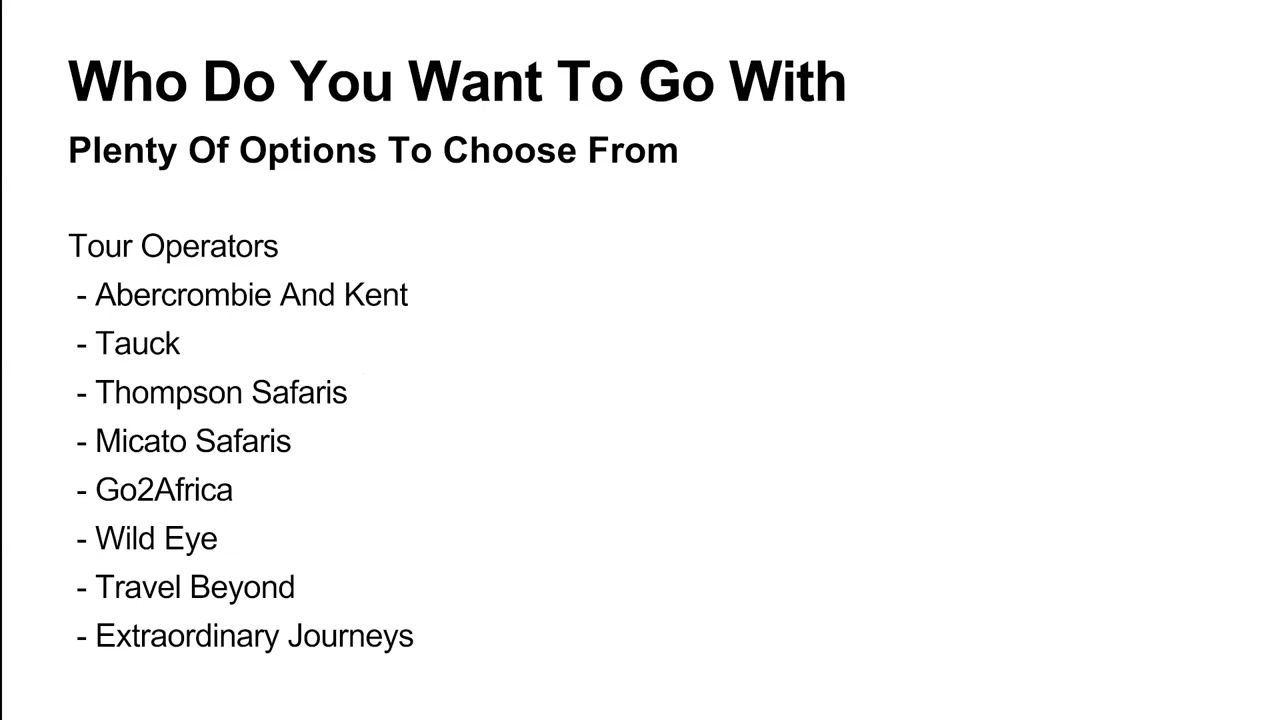 Who Do You Want To Go With
Plenty Of Options To Choose From
Tour Operators
- Abercrombie And Kent
- Tauck
- Thompson Safaris
- Micato Safaris
- Go2Africa
- Wild Eye
- Travel Beyond
- Extraordinary Journeys